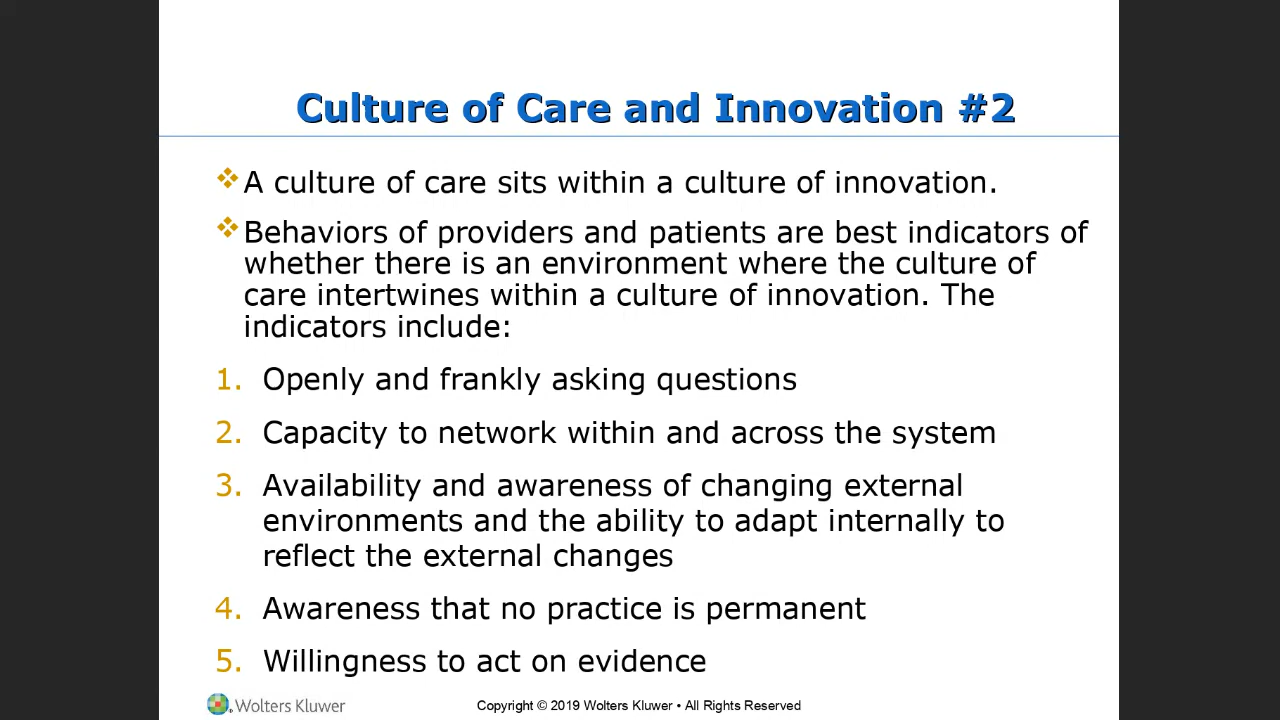 Culture of Care and Innovation #2
❖A culture of care sits within a culture of innovation.
❖Behaviors of providers and patients are best indicators of
whether there is an environment where the culture of
care intertwines within a culture of innovation. The
indicators include:
1. Openly and frankly asking questions
2. Capacity to network within and across the system
3. Availability and awareness of changing external
environments and the ability to adapt internally to
reflect the external changes
4. Awareness that no practice is permanent
5. Willingness to act on evidence
Wolters Kluwer
Copyright © 2019 Wolters Kluwer • All Rights Reserved